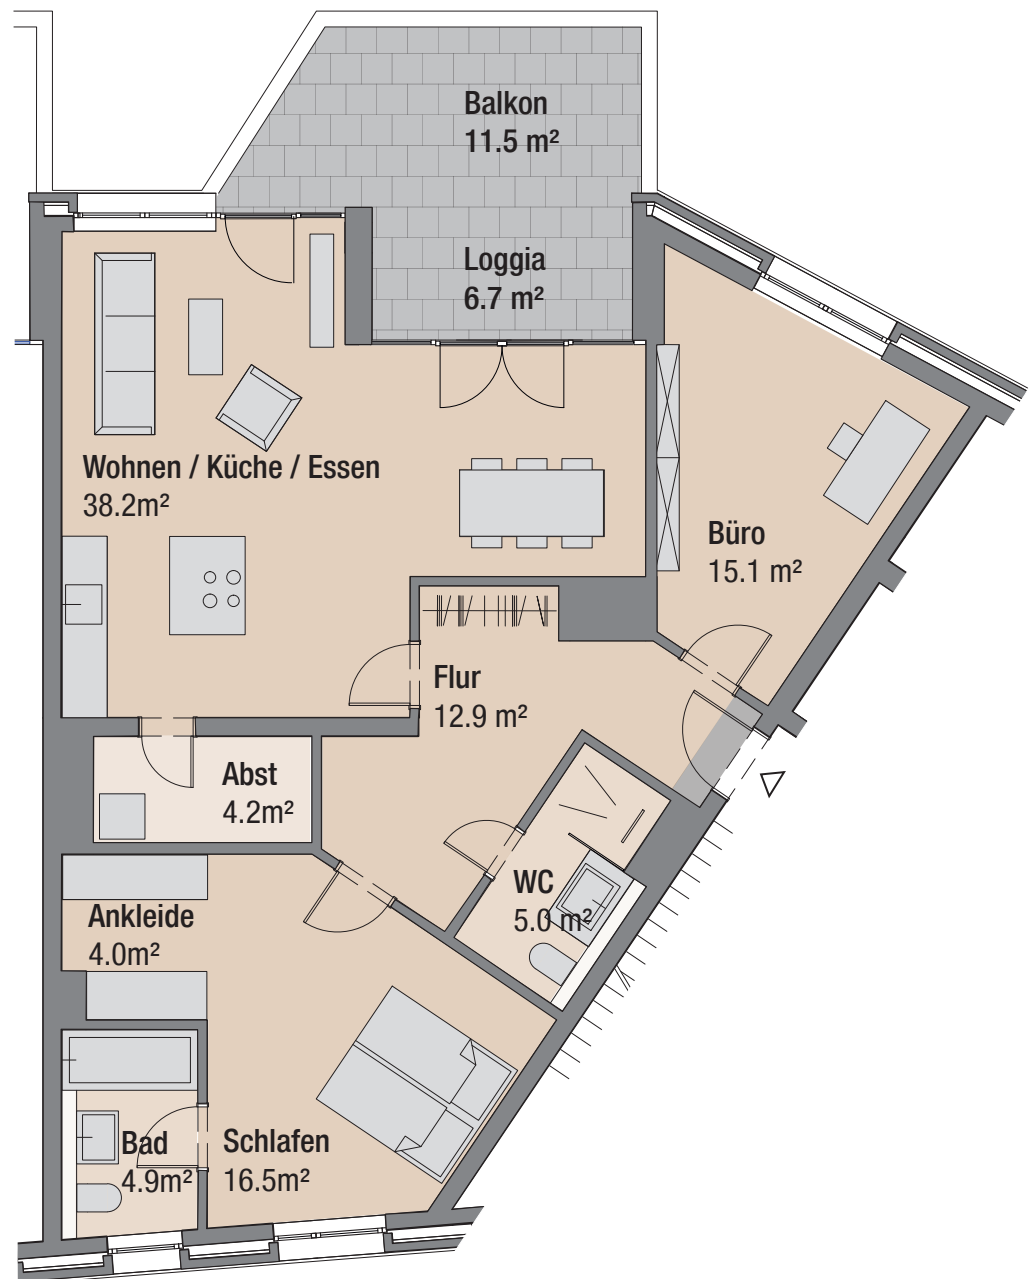 Balkon
11.5 m²
Loggia
6.7 m²
Wohnen / Küche / Essen
38.2m²
Büro
15.1 m²
Flur
12.9 m²
Abst
4.2m²
WC
5.0 m²
Ankleide
4.0m²
Bad
4.9m²
Schlafen
16.5m²